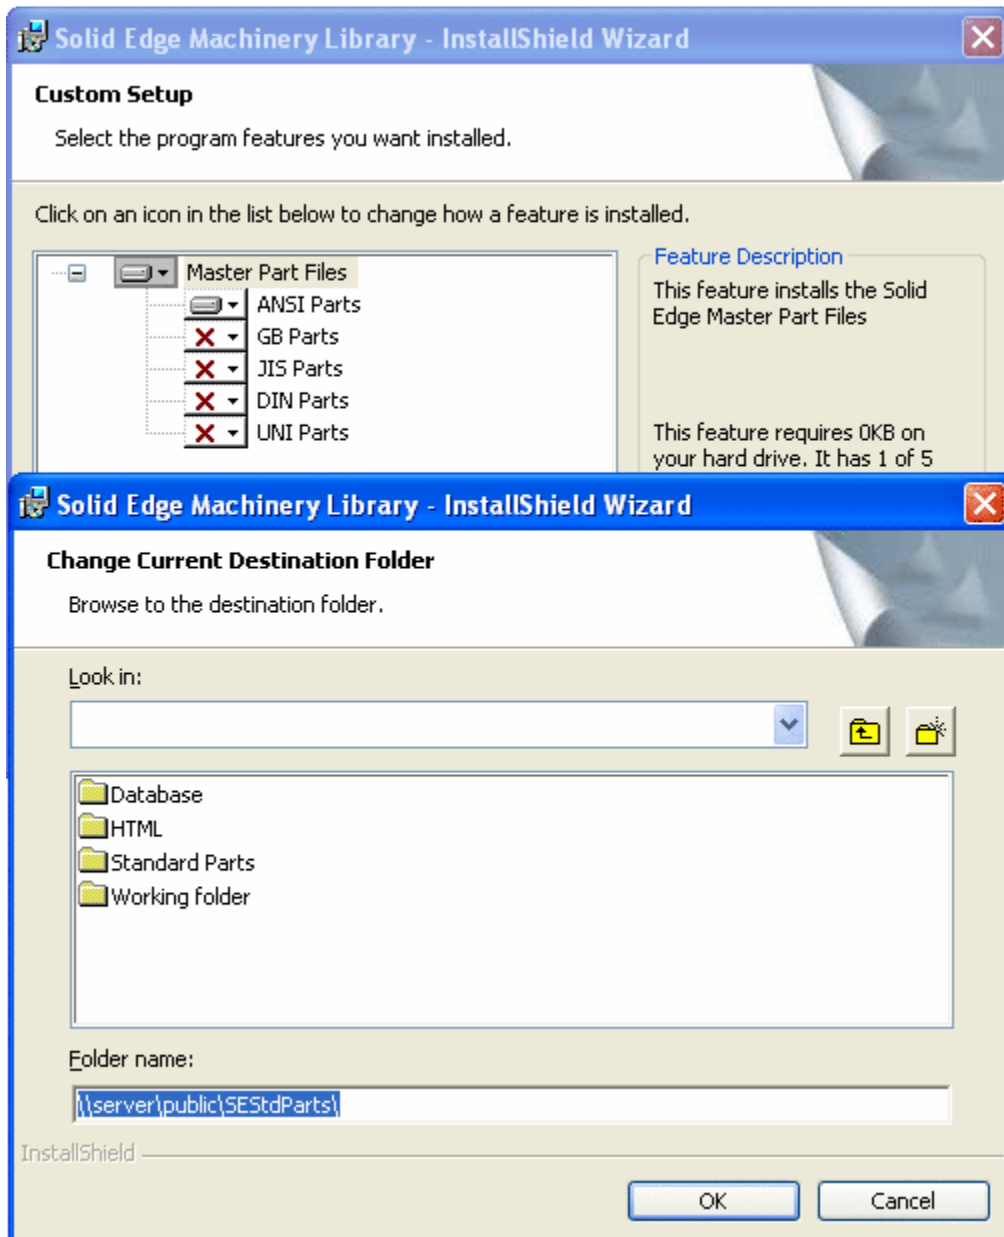 Solid Edge Machinery Library - InstallShield Wizard
Custom Setup
Select the program features you want installed.
Click on an icon in the list below to change how a feature is installed.
Master Part Files
ANSI Parts
GB Parts
JIS Parts
DIN Parts
UNI Parts
Feature Description
This feature installs the Solid
Edge Master Part Files
This feature requires 0KB on
your hard drive. It has 1 of 5
Solid Edge Machinery Library - InstallShield Wizard
Change Current Destination Folder
Browse to the destination folder.
Look in:
Database
HTML
Standard Parts
Working folder
Folder name:
\\server\public\SEStdParts\
InstallShield
OK
Cancel